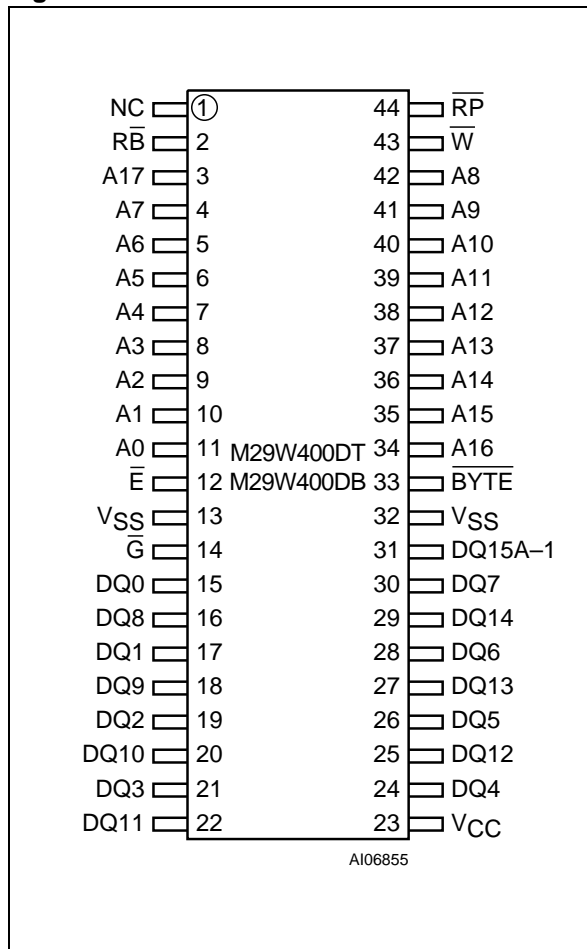 NC 1 44 R̅P̅
RB̅ 2 43 W̅
A17 3 42 A8
A7 4 41 A9
A6 5 40 A10
A5 6 39 A11
A4 7 38 A12
A3 8 37 A13
A2 9 36 A14
A1 10 35 A15
A0 11 M29W400DT 34 A16
E̅ 12 M29W400DB 33 B̅Y̅T̅E̅
VSS 13 32 VSS
G̅ 14 31 DQ15A–1
DQ0 15 30 DQ7
DQ8 16 29 DQ14
DQ1 17 28 DQ6
DQ9 18 27 DQ13
DQ2 19 26 DQ5
DQ10 20 25 DQ12
DQ3 21 24 DQ4
DQ11 22 23 VCC
AI06855